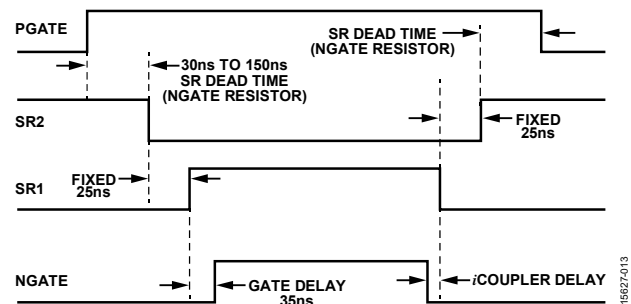 PGATE
SR DEAD TIME
(NGATE RESISTOR)
30ns TO 150ns
SR DEAD TIME
(NGATE RESISTOR)
SR2
FIXED
25ns
FIXED
25ns
SR1
NGATE
GATE DELAY
35ns
iCOUPLER DELAY
15627-013